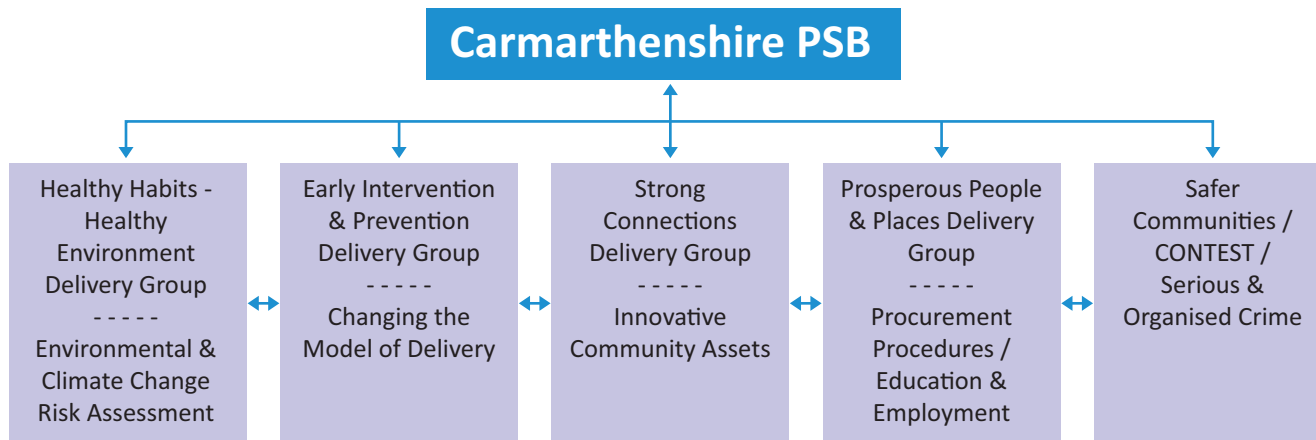 Carmarthenshire PSB
Healthy Habits -
Healthy
Environment
Delivery Group
- - - - -
Environmental &
Climate Change
Risk Assessment
Early Intervention
& Prevention
Delivery Group
- - - - -
Changing the
Model of Delivery
Strong
Connections
Delivery Group
- - - - -
Innovative
Community Assets
Prosperous People
& Places Delivery
Group
- - - - -
Procurement
Procedures /
Education &
Employment
Safer
Communities /
CONTEST /
Serious &
Organised Crime